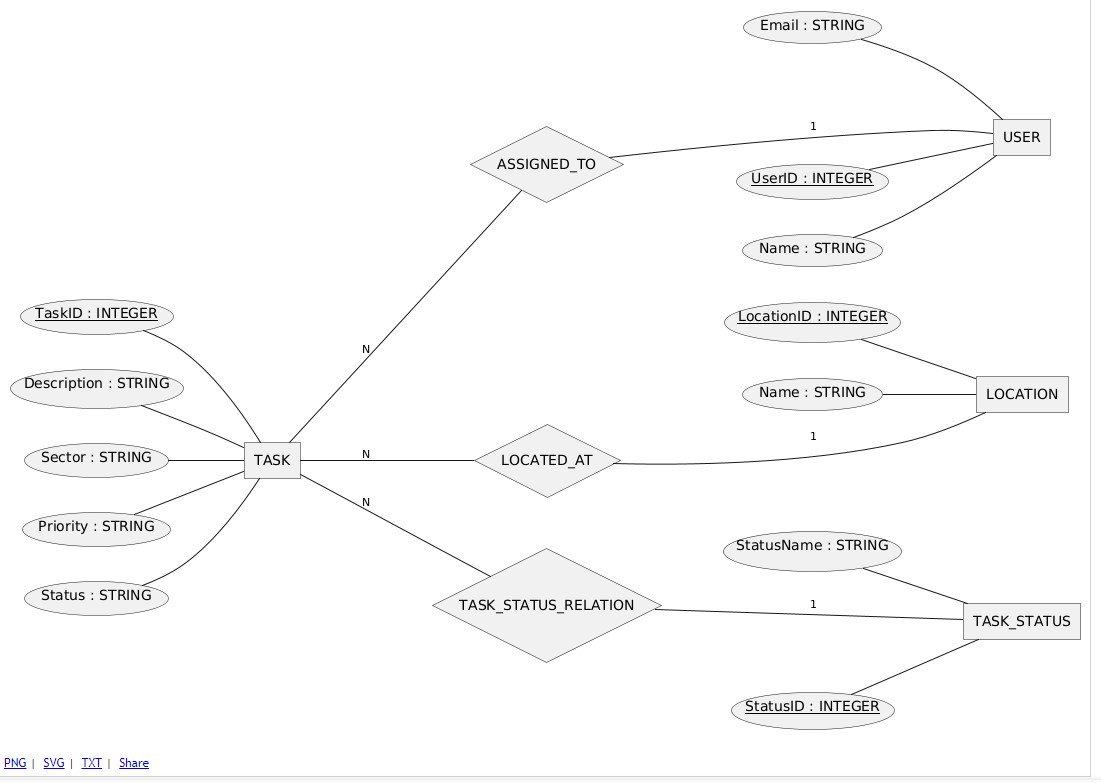 Email : STRING
1
USER
ASSIGNED_TO
UserID : INTEGER
Name : STRING
TaskID : INTEGER
LocationID : INTEGER
N
Description : STRING
Name : STRING
LOCATION
1
Sector : STRING
TASK
N
LOCATED_AT
N
Priority : STRING
StatusName : STRING
Status : STRING
TASK_STATUS_RELATION
1
TASK_STATUS
StatusID : INTEGER
PNG | SVG | TXT | Share